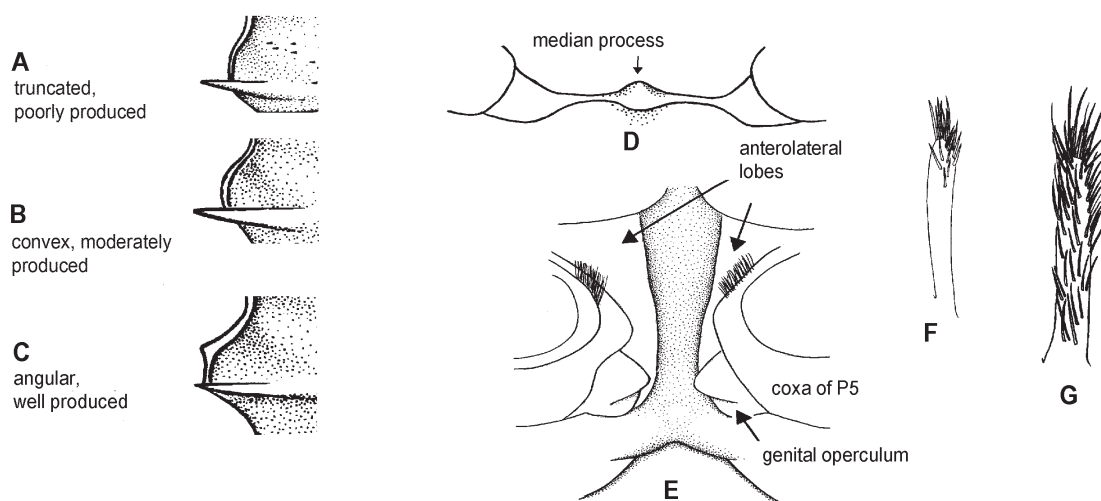 A
truncated,
poorly produced
B
convex, moderately
produced
C
angular,
well produced
median process
D
anterolateral
lobes
coxa of P5
genital operculum
E
F
G